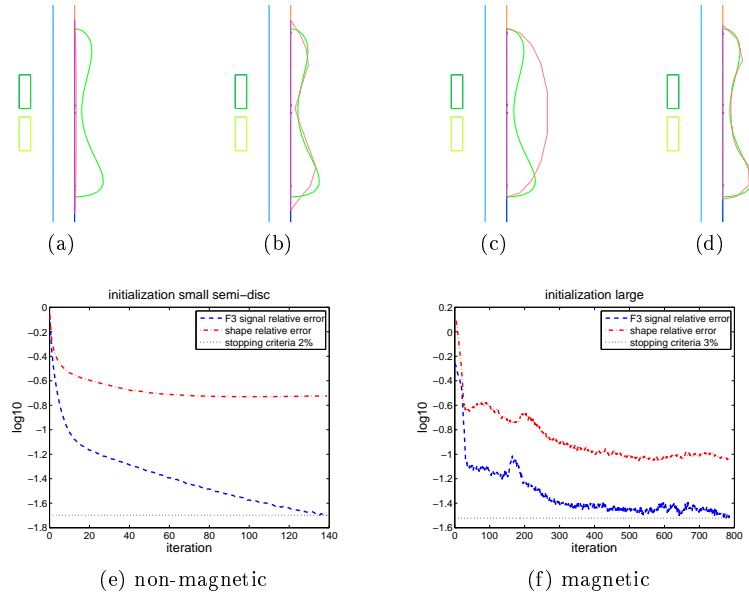 (a) (b) (c) (d)
initialization small semi-disc
0
-0.2
-0.4
-0.6
-0.8
-1
-1.2
-1.4
-1.6
-1.8
log10
F3 signal relative error
shape relative error
stopping criteria 2%
0 20 40 60 80 100 120 140
iteration
(e) non-magnetic
initialization large
0.2
0
-0.2
-0.4
-0.6
-0.8
-1
-1.2
-1.4
-1.6
log10
F3 signal relative error
shape relative error
stopping criteria 3%
0 100 200 300 400 500 600 700 800
iteration
(f) magnetic